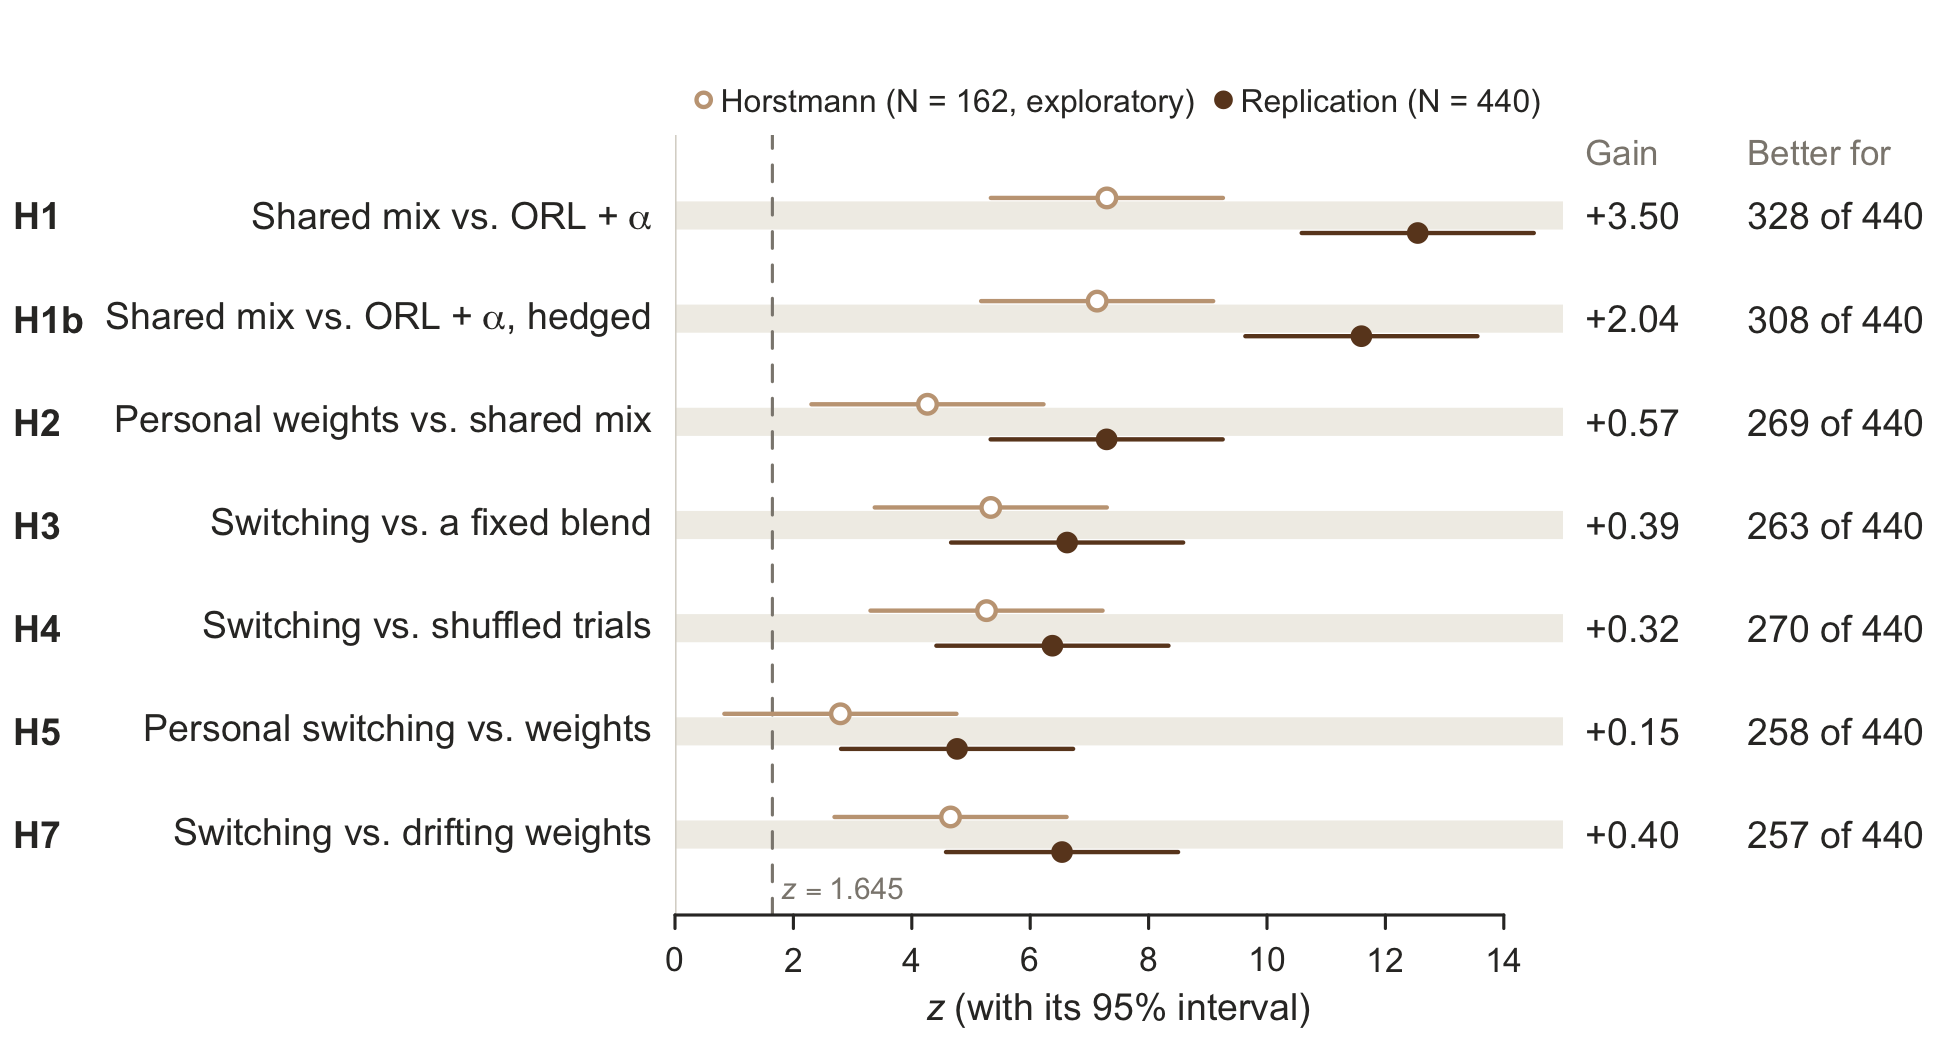 Horstmann (N = 162, exploratory) Replication (N = 440)
Gain Better for
H1 Shared mix vs. ORL + α +3.50 328 of 440
H1b Shared mix vs. ORL + α, hedged +2.04 308 of 440
H2 Personal weights vs. shared mix +0.57 269 of 440
H3 Switching vs. a fixed blend +0.39 263 of 440
H4 Switching vs. shuffled trials +0.32 270 of 440
H5 Personal switching vs. weights +0.15 258 of 440
H7 Switching vs. drifting weights +0.40 257 of 440
z = 1.645
0 2 4 6 8 10 12 14
z (with its 95% interval)